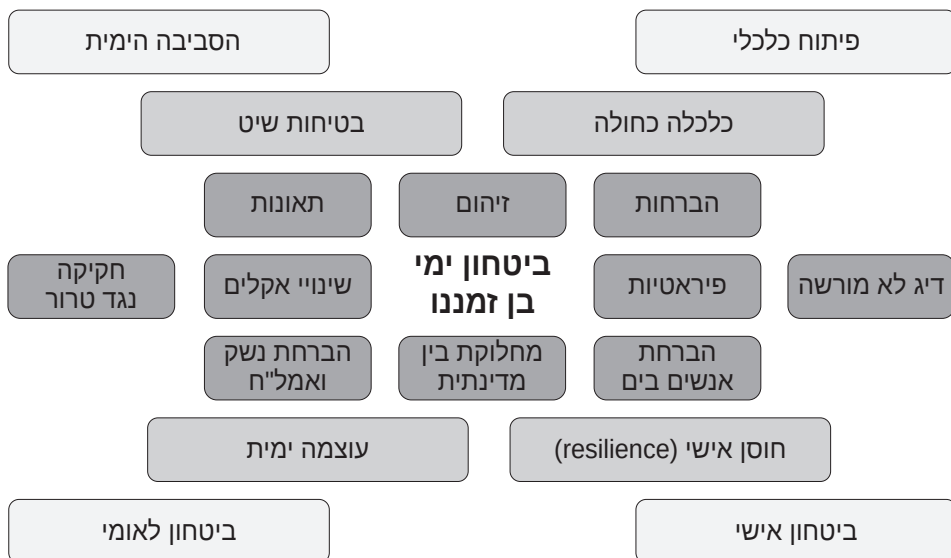 פיתוח כלכלי
הסביבה הימית
כלכלה כחולה
בטיחות שיט
הברחות
זיהום
תאונות
דיג לא מורשה
פיראטיות
ביטחון ימי
בן זמננו
שינויי אקלים
חקיקה
נגד טרור
הברחת
אנשים בים
מחלוקת בין
מדינתית
הברחת נשק
ואמל"ח
חוסן אישי (resilience)
עוצמה ימית
ביטחון אישי
ביטחון לאומי